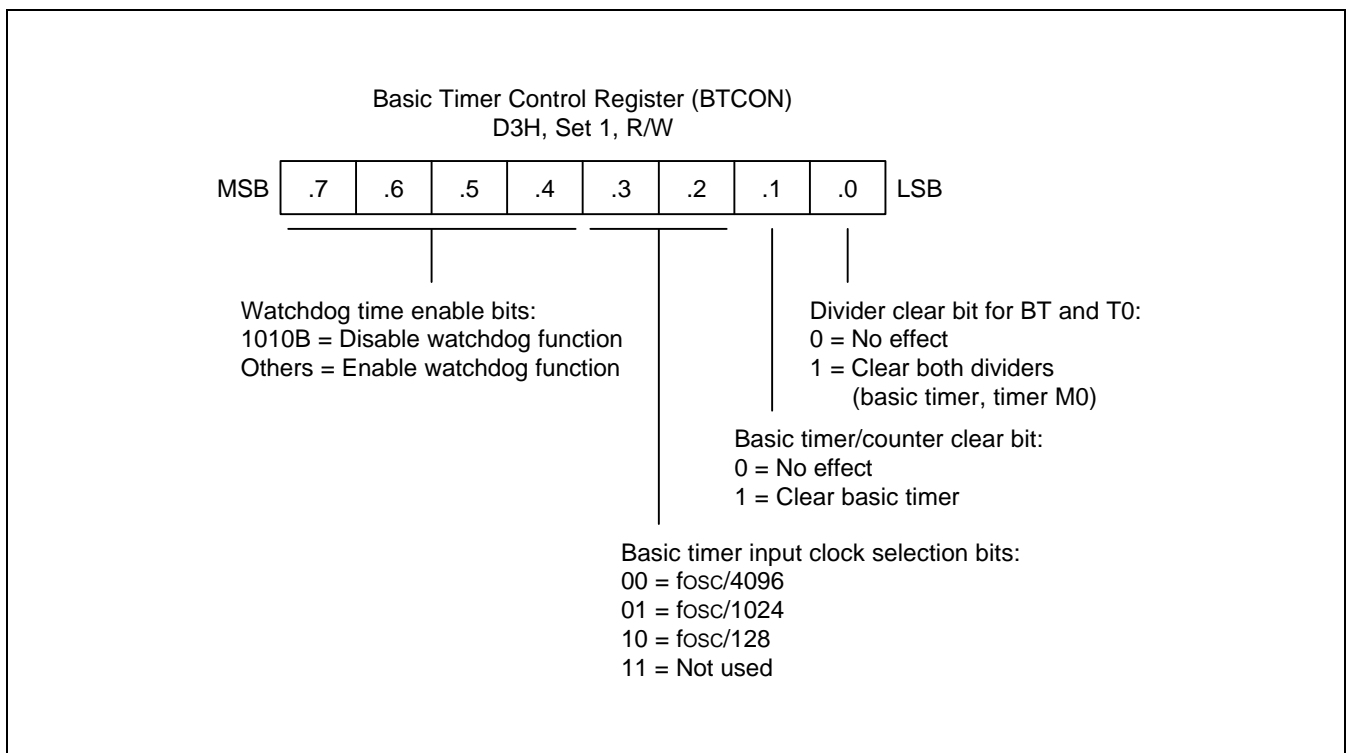 Basic Timer Control Register (BTCON)
D3H, Set 1, R/W
MSB .7 .6 .5 .4 .3 .2 .1 .0 LSB
Watchdog time enable bits:
1010B = Disable watchdog function
Others = Enable watchdog function
Divider clear bit for BT and T0:
0 = No effect
1 = Clear both dividers
(basic timer, timer M0)
Basic timer/counter clear bit:
0 = No effect
1 = Clear basic timer
Basic timer input clock selection bits:
00 = fOSC/4096
01 = fOSC/1024
10 = fOSC/128
11 = Not used